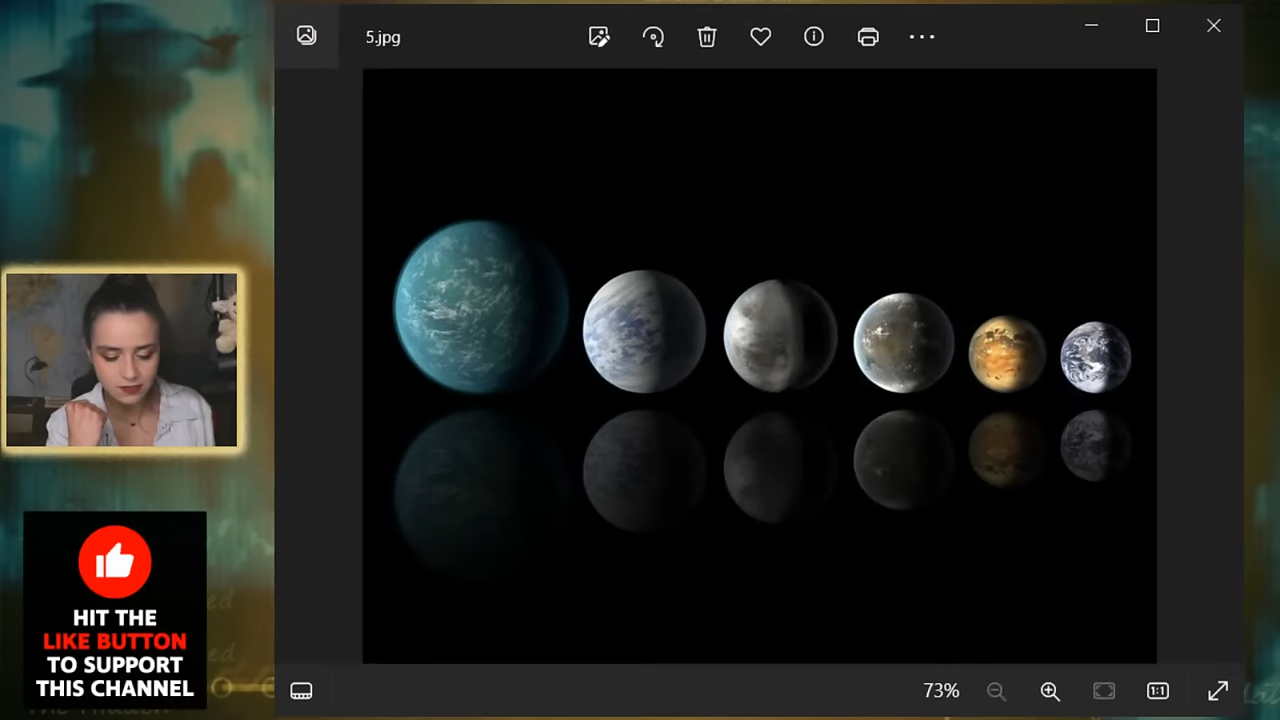 5.jpg
HIT THE
LIKE BUTTON
TO SUPPORT
THIS CHANNEL
73%
1:1